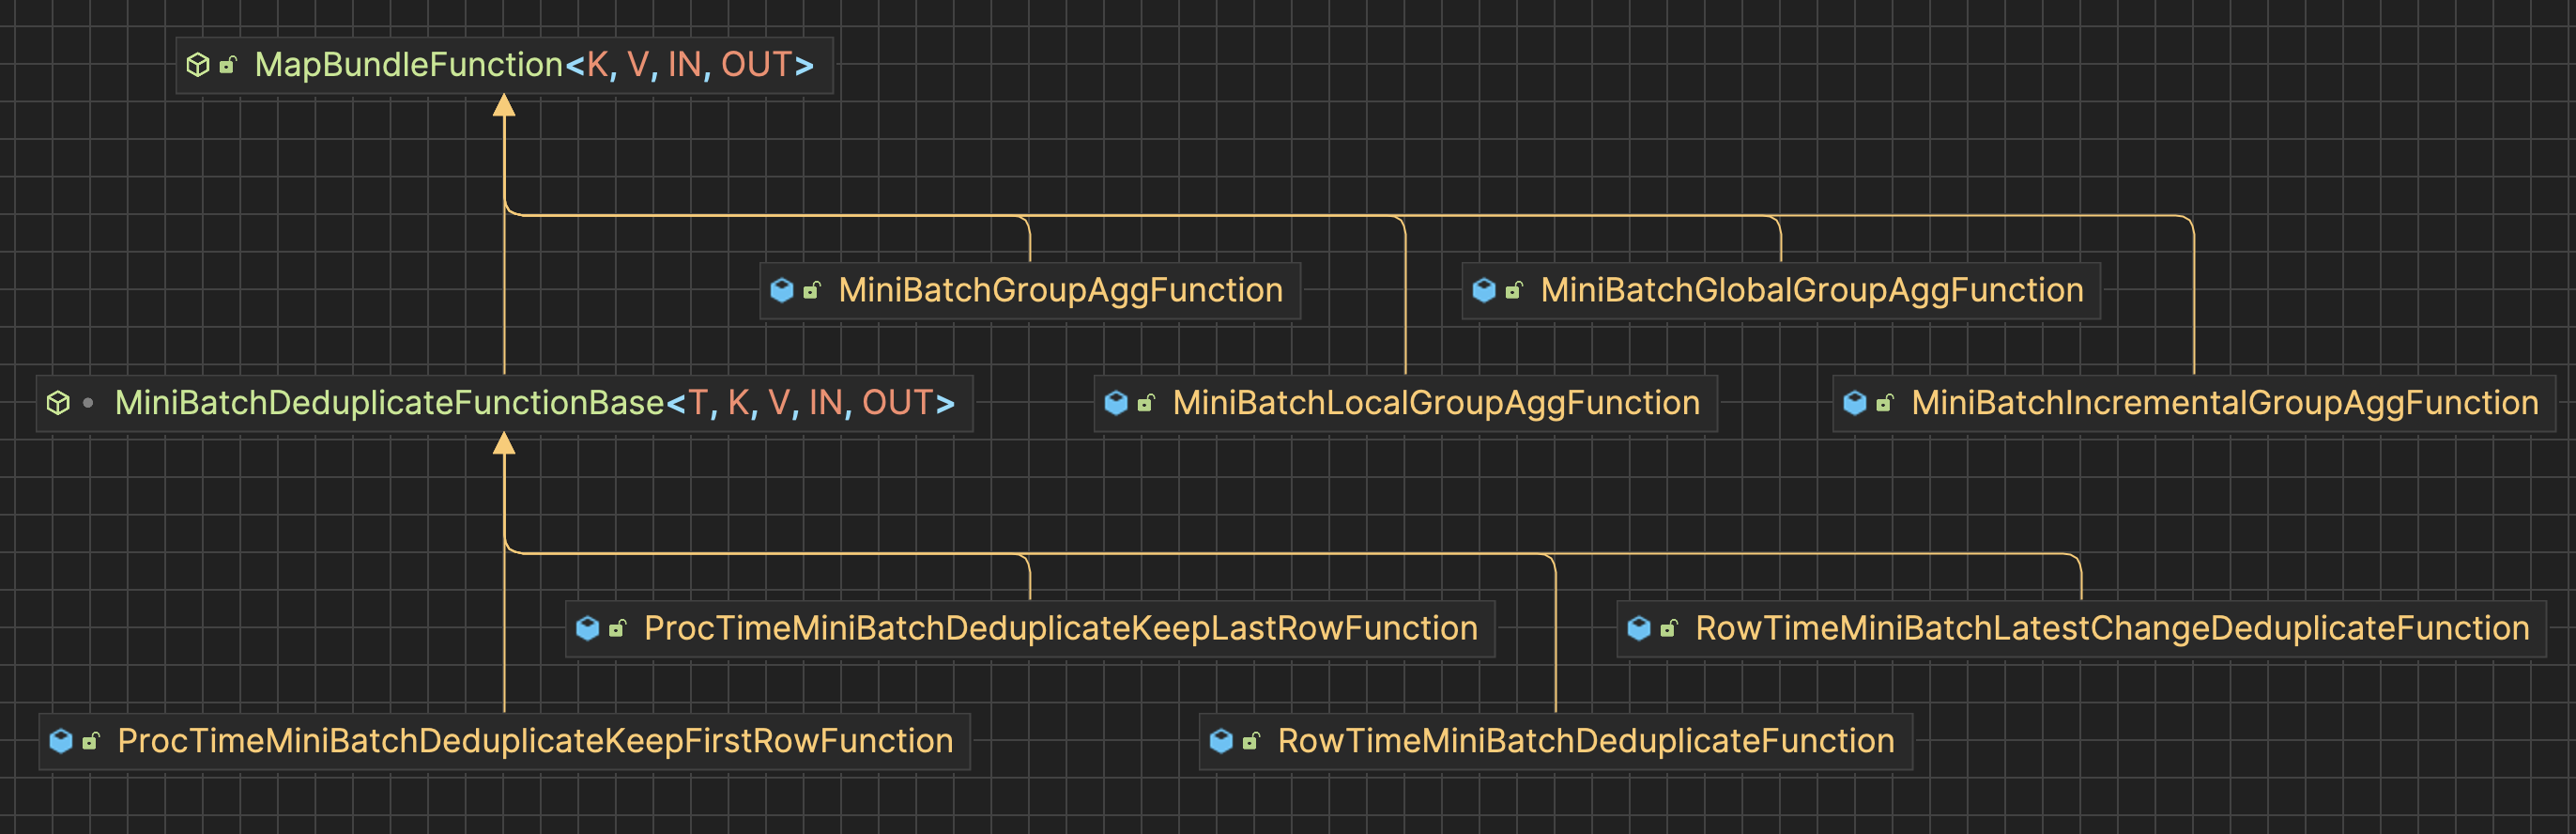 MapBundleFunction<K, V, IN, OUT>
MiniBatchGroupAggFunction
MiniBatchGlobalGroupAggFunction
MiniBatchDeduplicateFunctionBase<T, K, V, IN, OUT>
MiniBatchLocalGroupAggFunction
MiniBatchIncrementalGroupAggFunction
ProcTimeMiniBatchDeduplicateKeepLastRowFunction
RowTimeMiniBatchLatestChangeDeduplicateFunction
ProcTimeMiniBatchDeduplicateKeepFirstRowFunction
RowTimeMiniBatchDeduplicateFunction